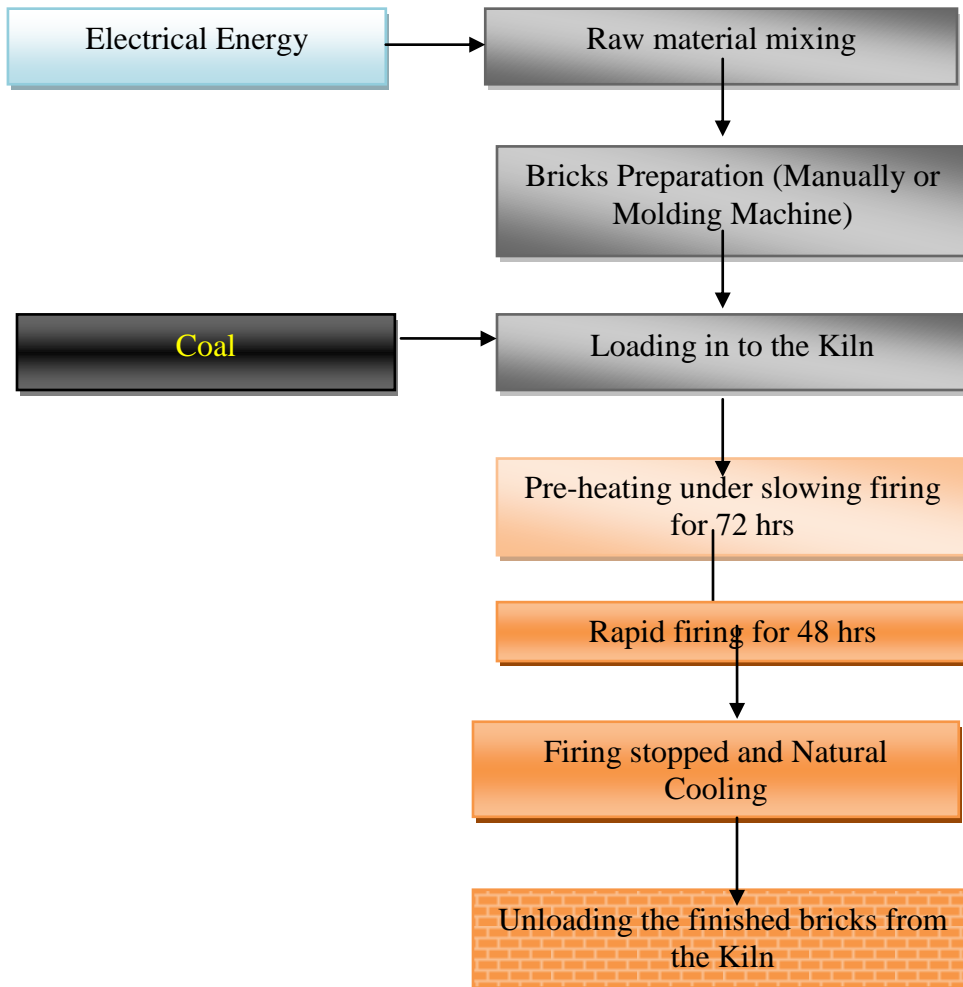 Electrical Energy
Raw material mixing
Bricks Preparation (Manually or
Molding Machine)
Coal
Loading in to the Kiln
Pre-heating under slowing firing
for 72 hrs
Rapid firing for 48 hrs
Firing stopped and Natural
Cooling
Unloading the finished bricks from
the Kiln